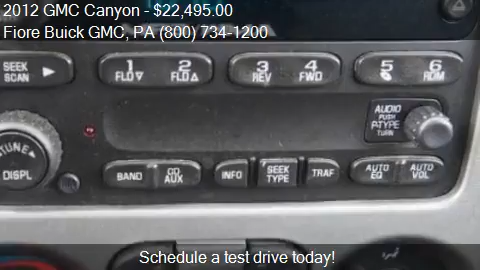 2012 GMC Canyon - $22,495.00
Fiore Buick GMC, PA (800) 734-1200
SEEK SCAN
1 FLD
2 FLD
3 REV
4 FWD
5
6 RDM
AUDIO
PUSH
P-TYPE
TURN
TUNE
DISPL
BAND
CD AUX
INFO
SEEK TYPE
TRAF
AUTO EQ
AUTO VOL
Schedule a test drive today!